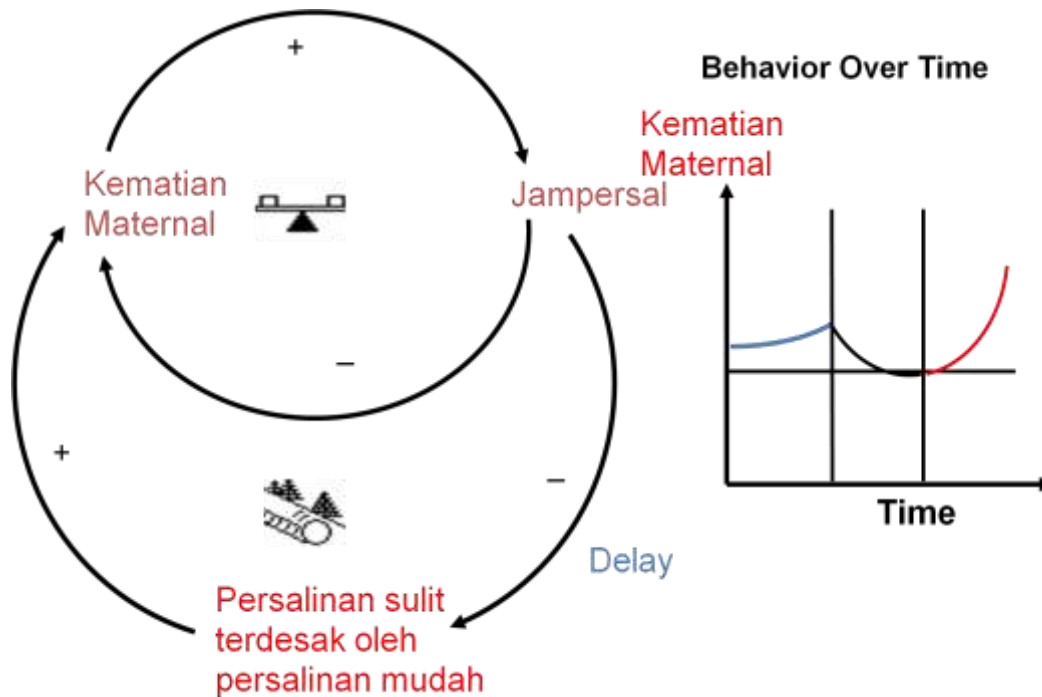 +
Behavior Over Time
Kematian
Maternal
Kematian
Maternal
Jampersal
–
+
–
Time
Delay
Persalinan sulit
terdesak oleh
persalinan mudah